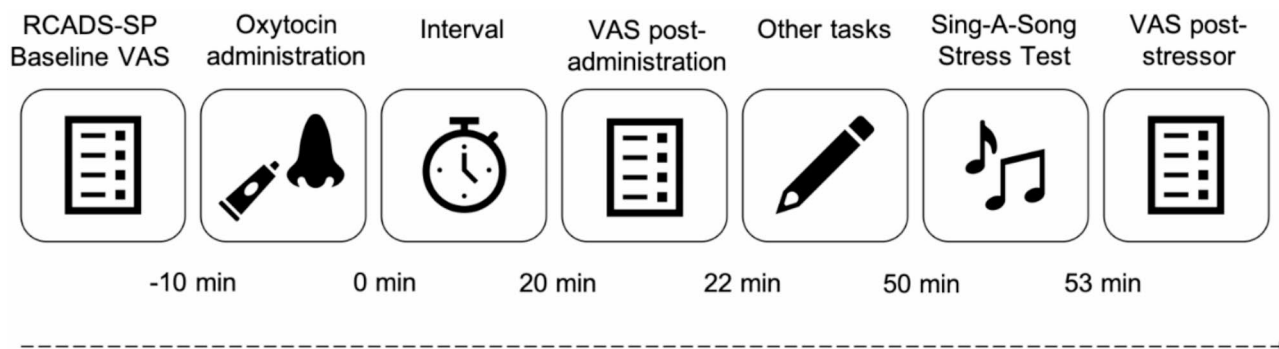 RCADS-SP
Baseline VAS
Oxytocin
administration
Interval
VAS post-
administration
Other tasks
Sing-A-Song
Stress Test
VAS post-
stressor
-10 min
0 min
20 min
22 min
50 min
53 min